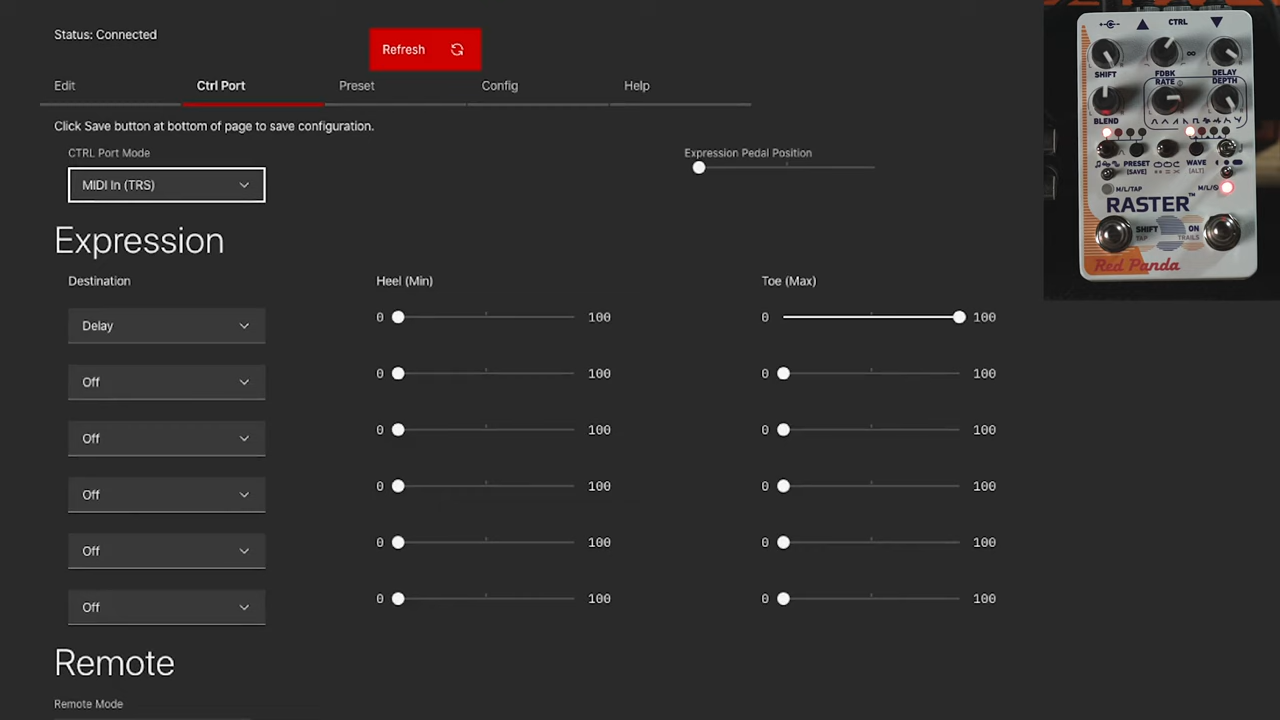 Status: Connected
Refresh
Edit
Ctrl Port
Preset
Config
Help
Click Save button at bottom of page to save configuration.
CTRL Port Mode
MIDI In (TRS)
Expression Pedal Position
Expression
Destination
Heel (Min)
Toe (Max)
Delay
0 100
0 100
Off
0 100
0 100
Off
0 100
0 100
Off
0 100
0 100
Off
0 100
0 100
Off
0 100
0 100
Remote
Remote Mode
CTRL
SHIFT
FDBK
DELAY
RATE
DEPTH
BLEND
PRESET
[SAVE]
WAVE
[ALT]
M/L/TAP
M/L/
RASTER™
SHIFT
TAP
ON
TRAILS
Red Panda